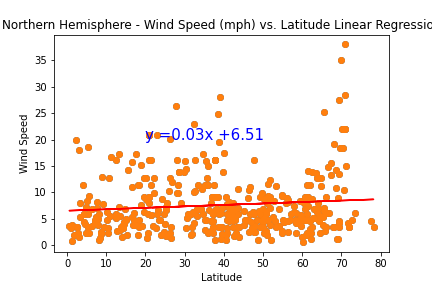 Northern Hemisphere - Wind Speed (mph) vs. Latitude Linear Regressio
35
30
25
20
15
10
5
0
Wind Speed
y =0.03x +6.51
0 10 20 30 40 50 60 70 80
Latitude